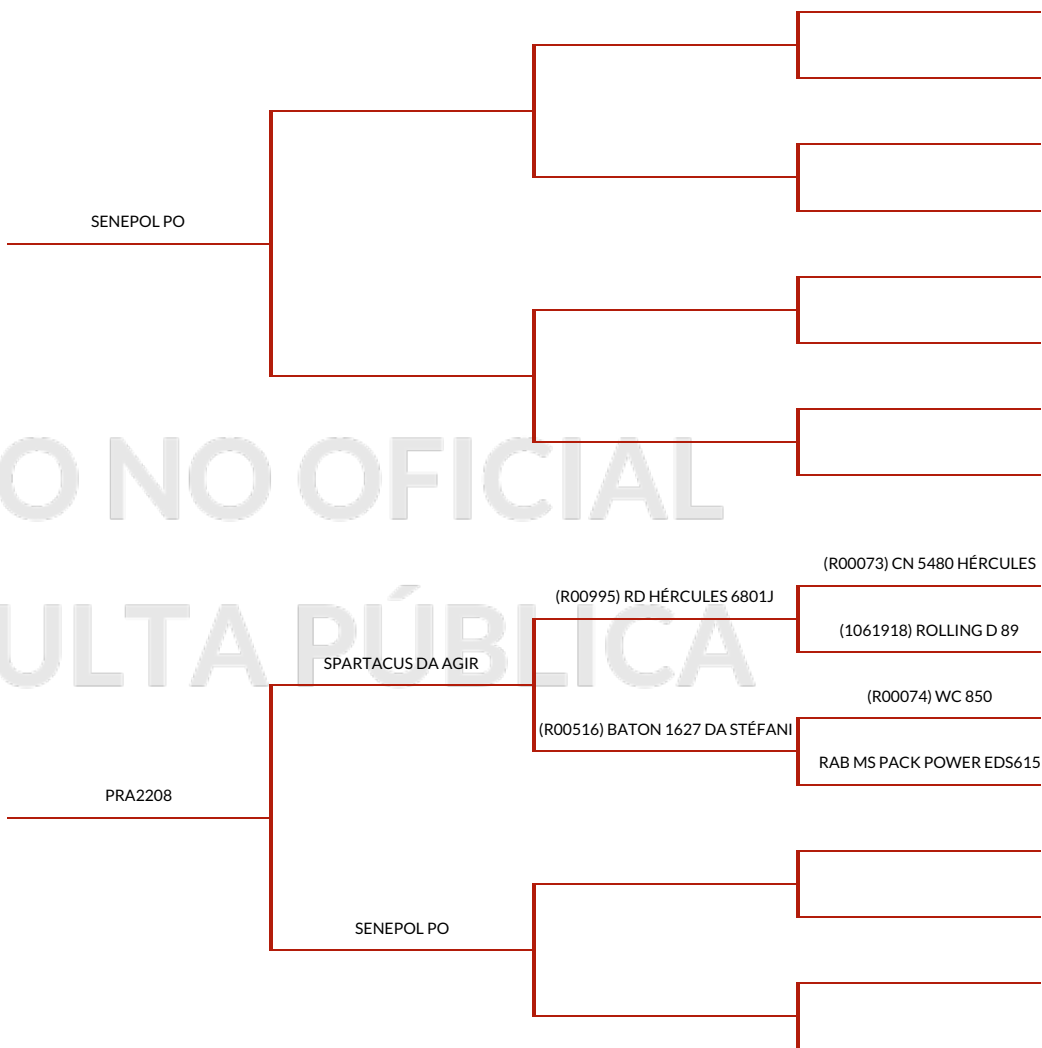 SENEPOL PO
O NO OFICIAL
(R00073) CN 5480 HÉRCULES
(R00995) RD HÉRCULES 6801J
(1061918) ROLLING D 89
ULTA PÚBLICA
SPARTACUS DA AGIR
(R00074) WC 850
(R00516) BATON 1627 DA STÉFANI
RAB MS PACK POWER EDS615
PRA2208
SENEPOL PO